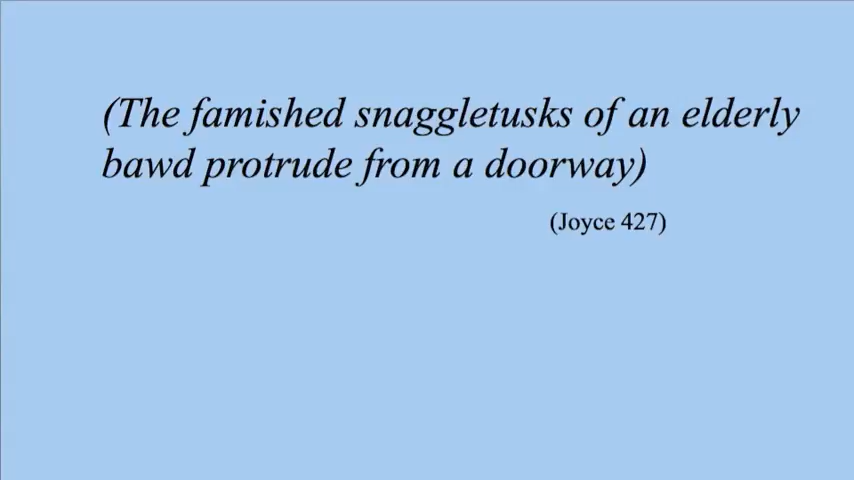 (The famished snaggletusks of an elderly
bawd protrude from a doorway)
(Joyce 427)